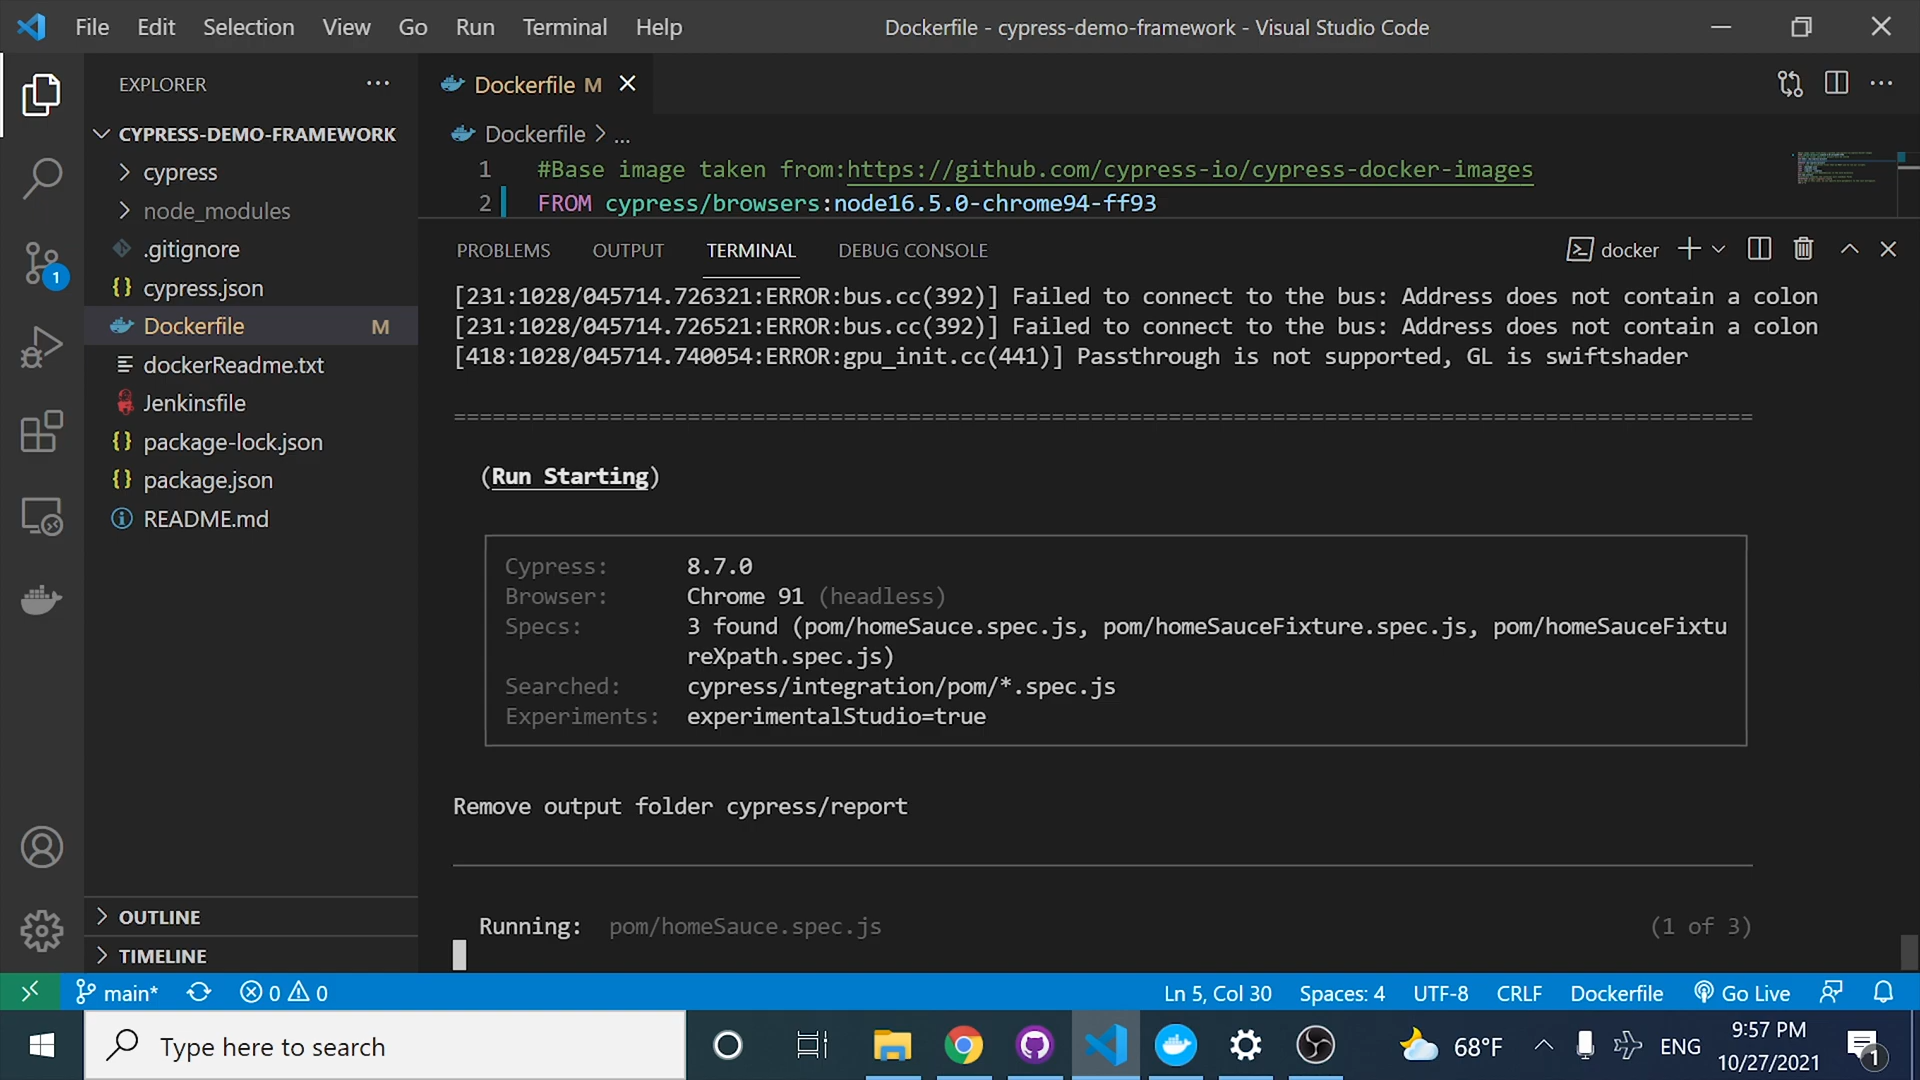 File Edit Selection View Go Run Terminal Help
Dockerfile - cypress-demo-framework - Visual Studio Code
EXPLORER
CYPRESS-DEMO-FRAMEWORK
cypress
node_modules
.gitignore
cypress.json
Dockerfile M
dockerReadme.txt
Jenkinsfile
package-lock.json
package.json
README.md
OUTLINE
TIMELINE
1
Dockerfile M
Dockerfile > ...
1 #Base image taken from:https://github.com/cypress-io/cypress-docker-images
2 FROM cypress/browsers:node16.5.0-chrome94-ff93
PROBLEMS OUTPUT TERMINAL DEBUG CONSOLE
docker
[231:1028/045714.726321:ERROR:bus.cc(392)] Failed to connect to the bus: Address does not contain a colon
[231:1028/045714.726521:ERROR:bus.cc(392)] Failed to connect to the bus: Address does not contain a colon
[418:1028/045714.740054:ERROR:gpu_init.cc(441)] Passthrough is not supported, GL is swiftshader
====================================================================================================
(Run Starting)
Cypress: 8.7.0
Browser: Chrome 91 (headless)
Specs: 3 found (pom/homeSauce.spec.js, pom/homeSauceFixture.spec.js, pom/homeSauceFixtu
reXpath.spec.js)
Searched: cypress/integration/pom/*.spec.js
Experiments: experimentalStudio=true
Remove output folder cypress/report
Running: pom/homeSauce.spec.js (1 of 3)
main* 0 0
Ln 5, Col 30 Spaces: 4 UTF-8 CRLF Dockerfile Go Live
Type here to search
68°F
ENG
9:57 PM
10/27/2021
1